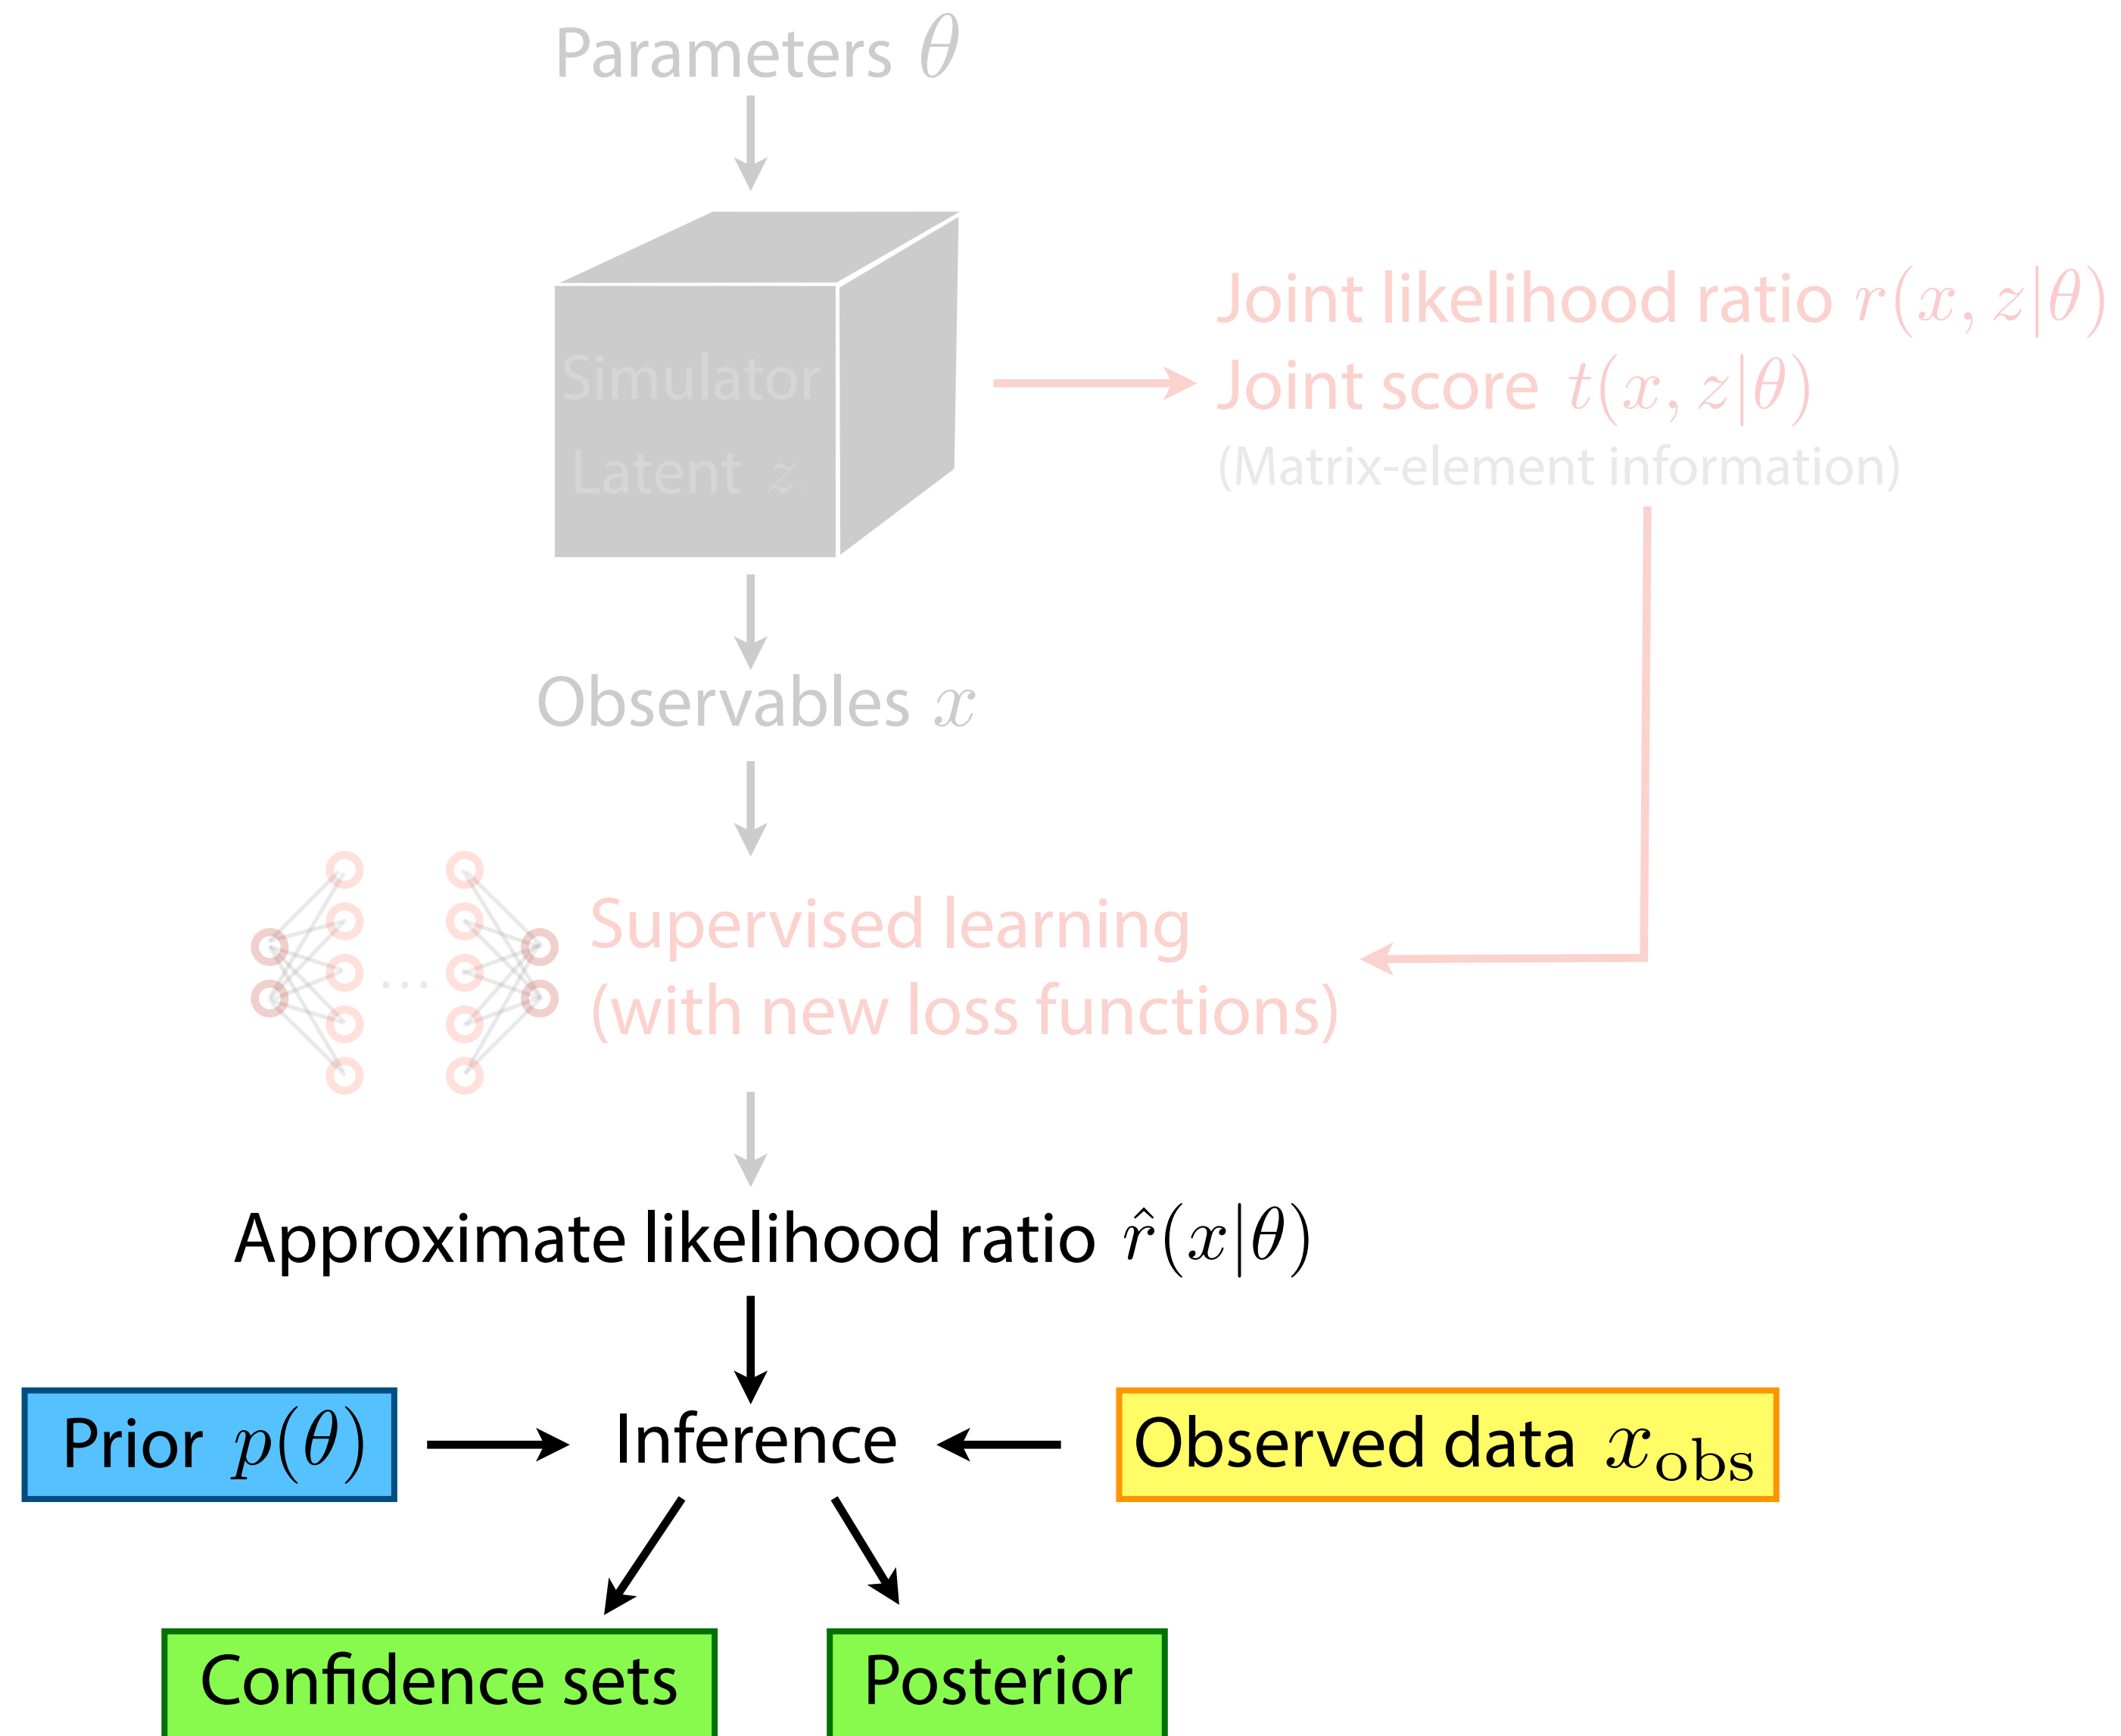 Parameters θ
Joint likelihood ratio r(x, z|θ)
Simulator
Joint score t(x, z|θ)
Latent z
(Matrix-element information)
Observables x
Supervised learning
...
(with new loss functions)
Approximate likelihood ratio r̂(x|θ)
Prior p(θ)
Inference
Observed data x_obs
Confidence sets
Posterior